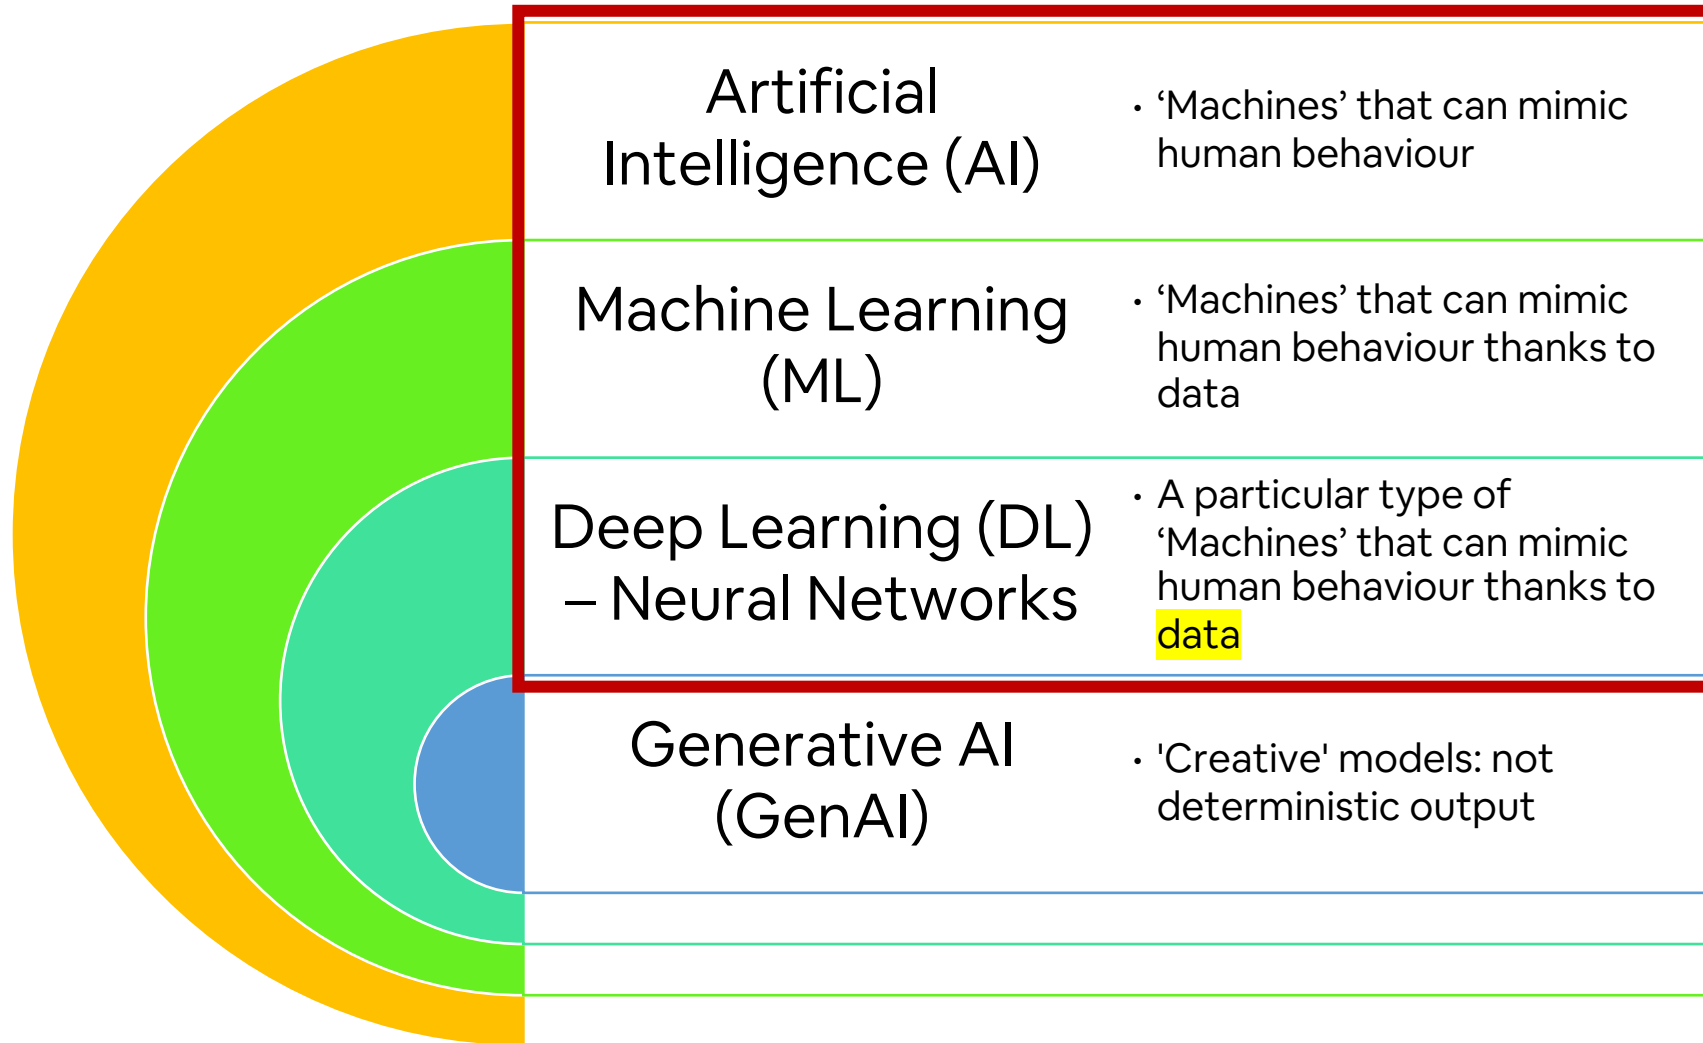 Artificial
Intelligence (AI)
· ‘Machines’ that can mimic
human behaviour
Machine Learning
(ML)
· ‘Machines’ that can mimic
human behaviour thanks to
data
Deep Learning (DL)
– Neural Networks
· A particular type of
‘Machines’ that can mimic
human behaviour thanks to
data
Generative AI
(GenAI)
· 'Creative' models: not
deterministic output